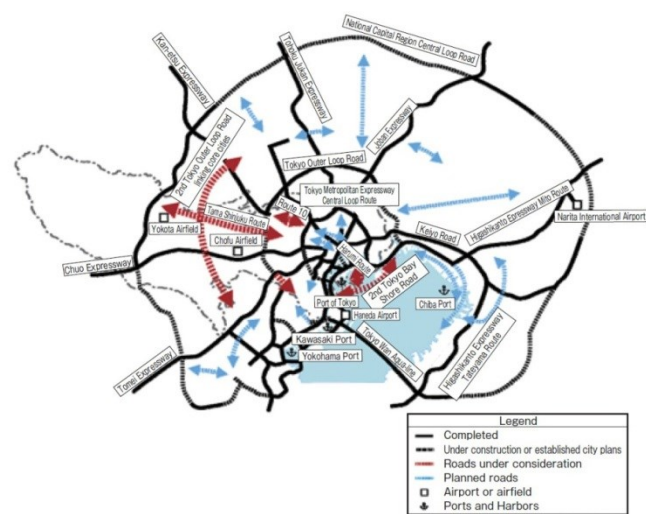 National Capital Region Central Loop Road
Tohoku Jukan Expressway
Kan-etsu Expressway
Joban Expressway
2nd Tokyo Outer Loop Road
linking core cities
Tokyo Outer Loop Road
Tokyo Metropolitan Expressway
Central Loop Route
Higashikanto Expressway Mito Route
Route 10
Tama Shinjuku Route
Yokota Airfield
Narita International Airport
Keiyo Road
Chofu Airfield
Chuo Expressway
2nd Tokyo Bay
Shore Road
Chiba Port
Port of Tokyo
Haneda Airport
Kawasaki Port
Yokohama Port
Tokyo Wan Aqua-line
Higashikanto Expressway
Tateyama Route
Tomei Expressway
Legend
Completed
Under construction or established city plans
Roads under consideration
Planned roads
Airport or airfield
Ports and Harbors